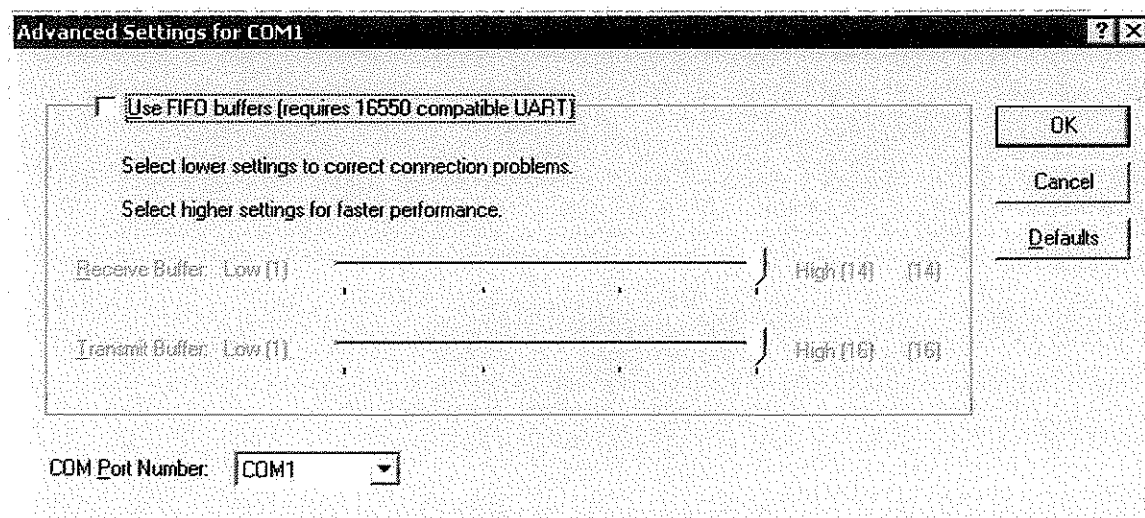 Advanced Settings for COM1
Use FIFO buffers (requires 16550 compatible UART)
OK
Select lower settings to correct connection problems.
Cancel
Select higher settings for faster performance.
Defaults
Receive Buffer: Low (1) High (14) (14)
Transmit Buffer: Low (1) High (16) (16)
COM Port Number: COM1